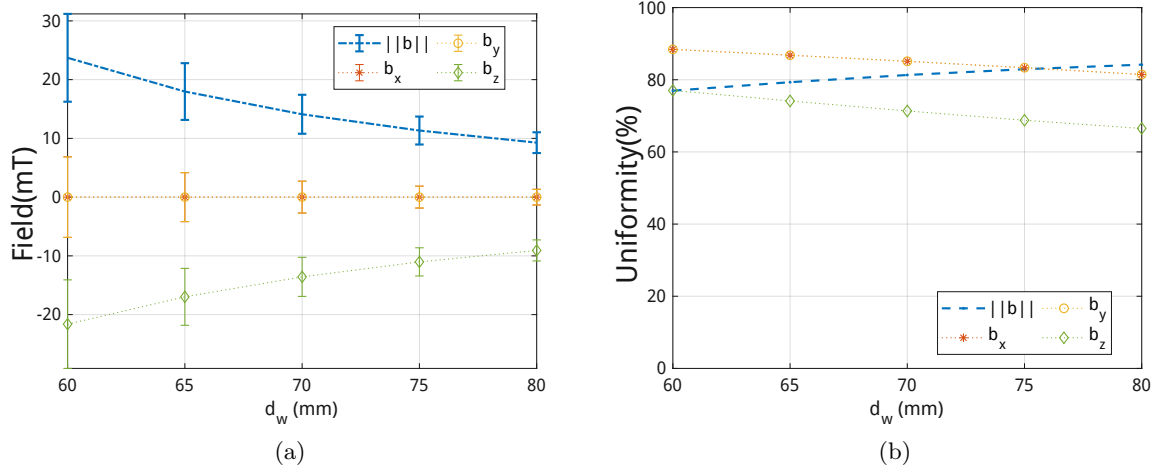 30
20
10
0
-10
-20
60 65 70 75 80
Field(mT)
d_w (mm)
||b||
b_x
b_y
b_z
(a)
100
80
60
40
20
0
60 65 70 75 80
Uniformity(%)
d_w (mm)
||b||
b_x
b_y
b_z
(b)